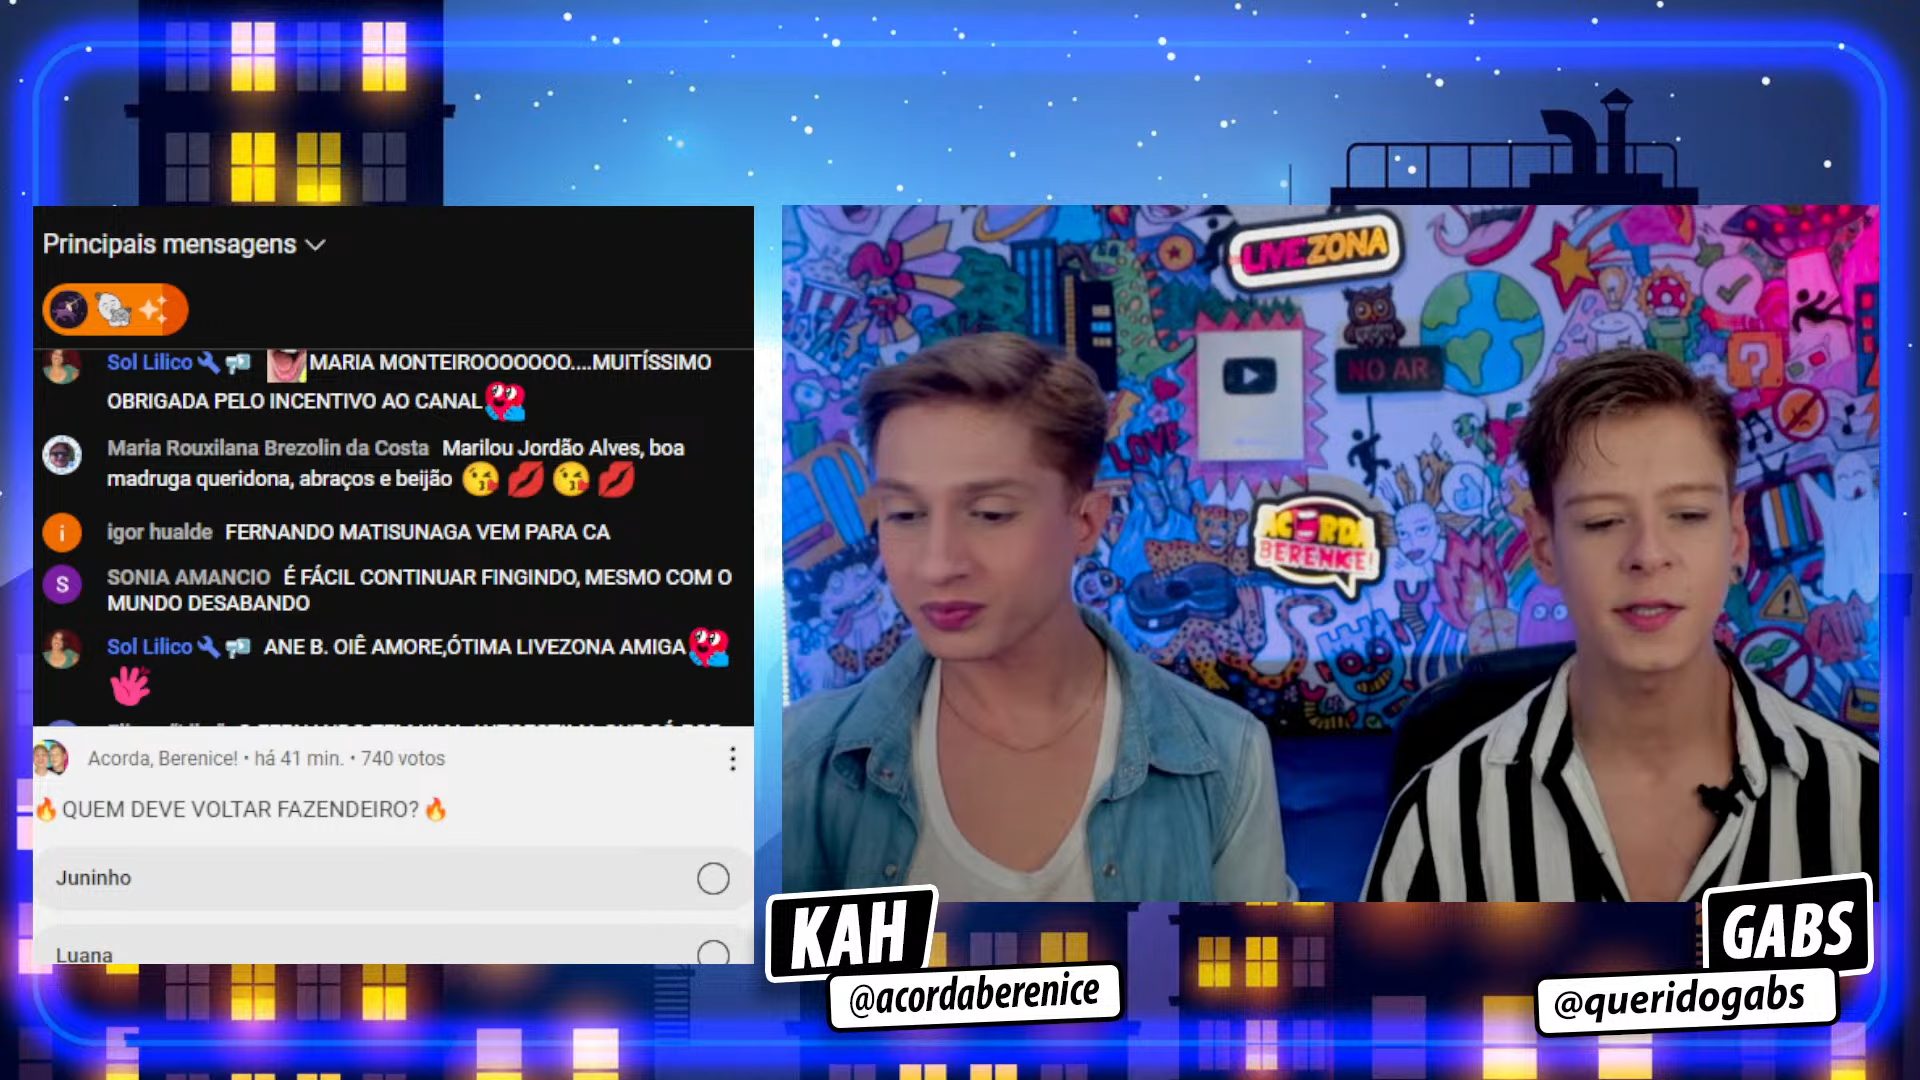 Principais mensagens
Sol Lilico MARIA MONTEIROOOOOOO....MUITÍSSIMO
OBRIGADA PELO INCENTIVO AO CANAL
Maria Rouxilana Brezolin da Costa Marilou Jordão Alves, boa
madruga queridona, abraços e beijão
i
igor hualde FERNANDO MATISUNAGA VEM PARA CA
S
SONIA AMANCIO É FÁCIL CONTINUAR FINGINDO, MESMO COM O
MUNDO DESABANDO
Sol Lilico ANE B. OIÊ AMORE,ÓTIMA LIVEZONA AMIGA
Acorda, Berenice! • há 41 min. • 740 votos
QUEM DEVE VOLTAR FAZENDEIRO?
Juninho
Luana
LIVEZONA
NO AR
LOVE
ACORDA
BERENICE!
KAH
@acordaberenice
GABS
@queridogabs